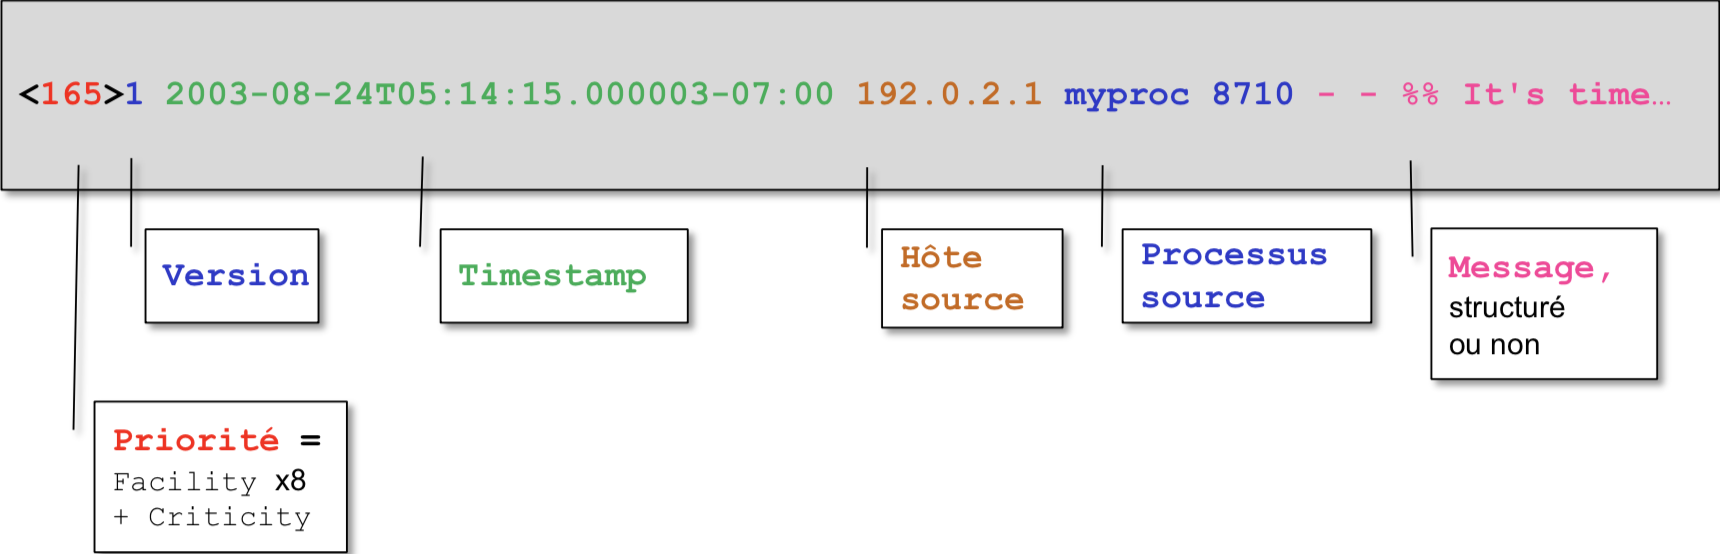 <165>1 2003-08-24T05:14:15.000003-07:00 192.0.2.1 myproc 8710 - - %% It's time…
Version
Timestamp
Hôte
source
Processus
source
Message,
structuré
ou non
Priorité =
Facility x8
+ Criticity